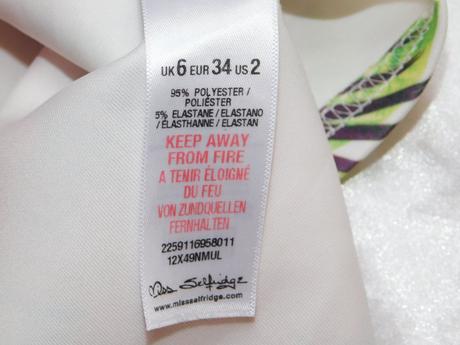 UK 6 EUR 34 US 2
95% POLYESTER /
POLIÉSTER
5% ELASTANE / ELASTANO
/ ÉLASTHANNE / ELASTAN
KEEP AWAY
FROM FIRE
A TENIR ÉLOIGNÉ
DU FEU
VON ZUNDQUELLEN
FERNHALTEN
2259116958011
12X49NMUL
Miss Selfridge
www.missselfridge.com